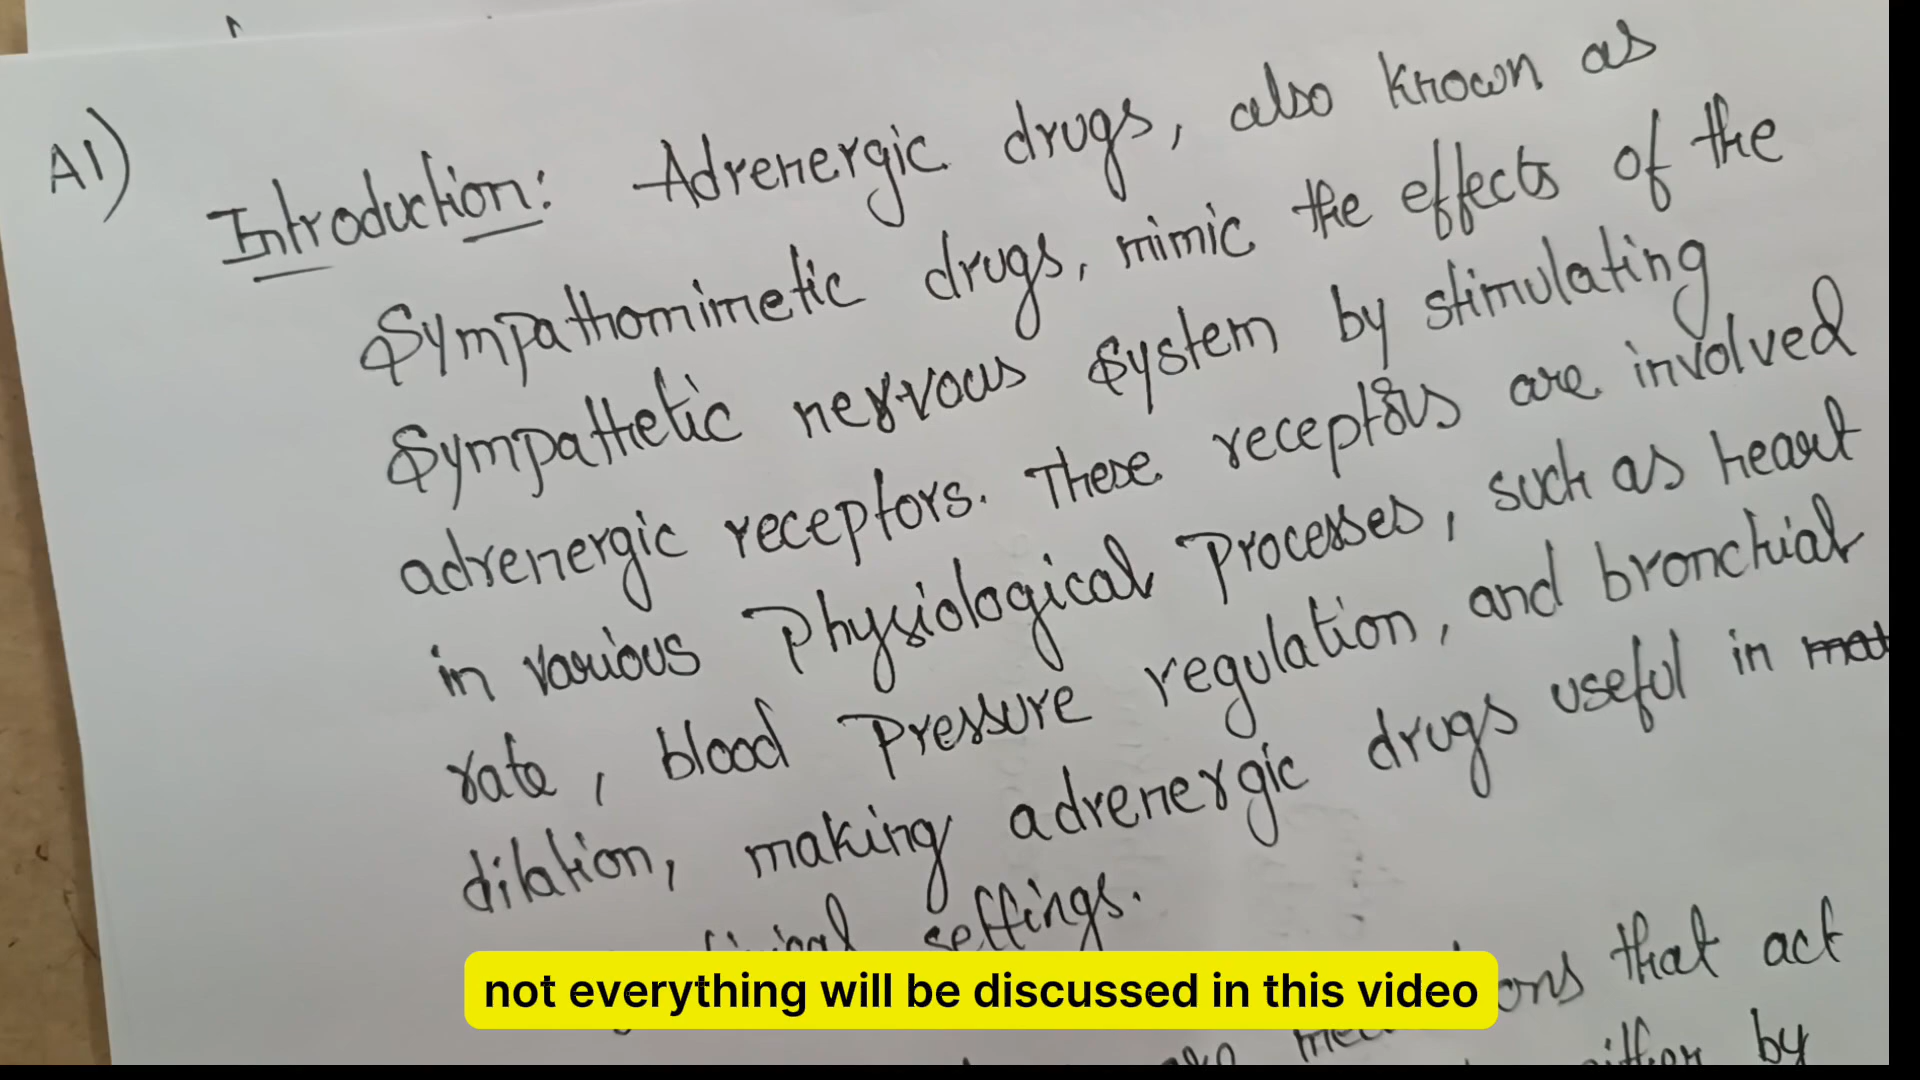 A1)
Introduction: Adrenergic drugs, also known as
Sympathomimetic drugs, mimic the effects of the
Sympathetic nervous system by stimulating
adrenergic receptors. These receptors are involved
in various Physiological Processes, such as heart
rate, blood Pressure regulation, and bronchial
dilation, making adrenergic drugs useful in
settings.
that act
by
not everything will be discussed in this video